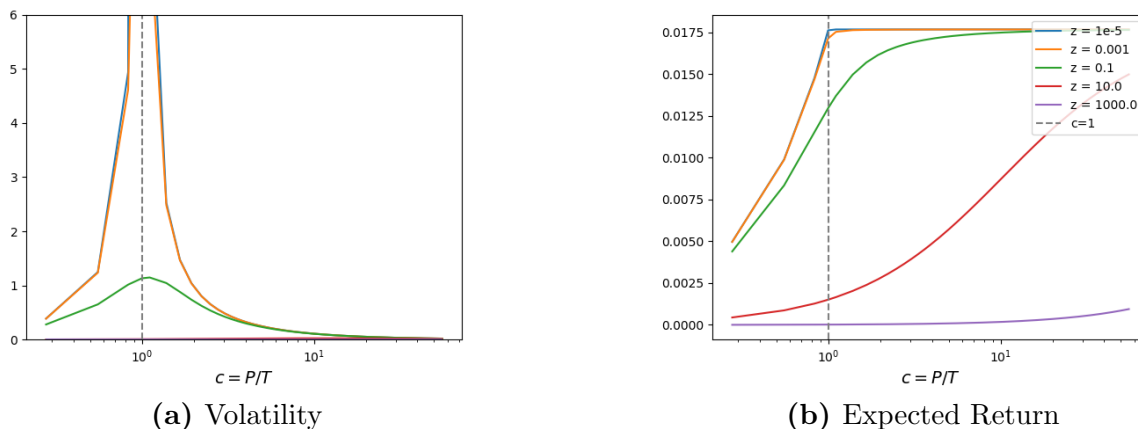 6
5
4
3
2
1
0
10^0
10^1
c = P/T
(a) Volatility
0.0175
0.0150
0.0125
0.0100
0.0075
0.0050
0.0025
0.0000
z = 1e-5
z = 0.001
z = 0.1
z = 10.0
z = 1000.0
c=1
10^0
10^1
c = P/T
(b) Expected Return